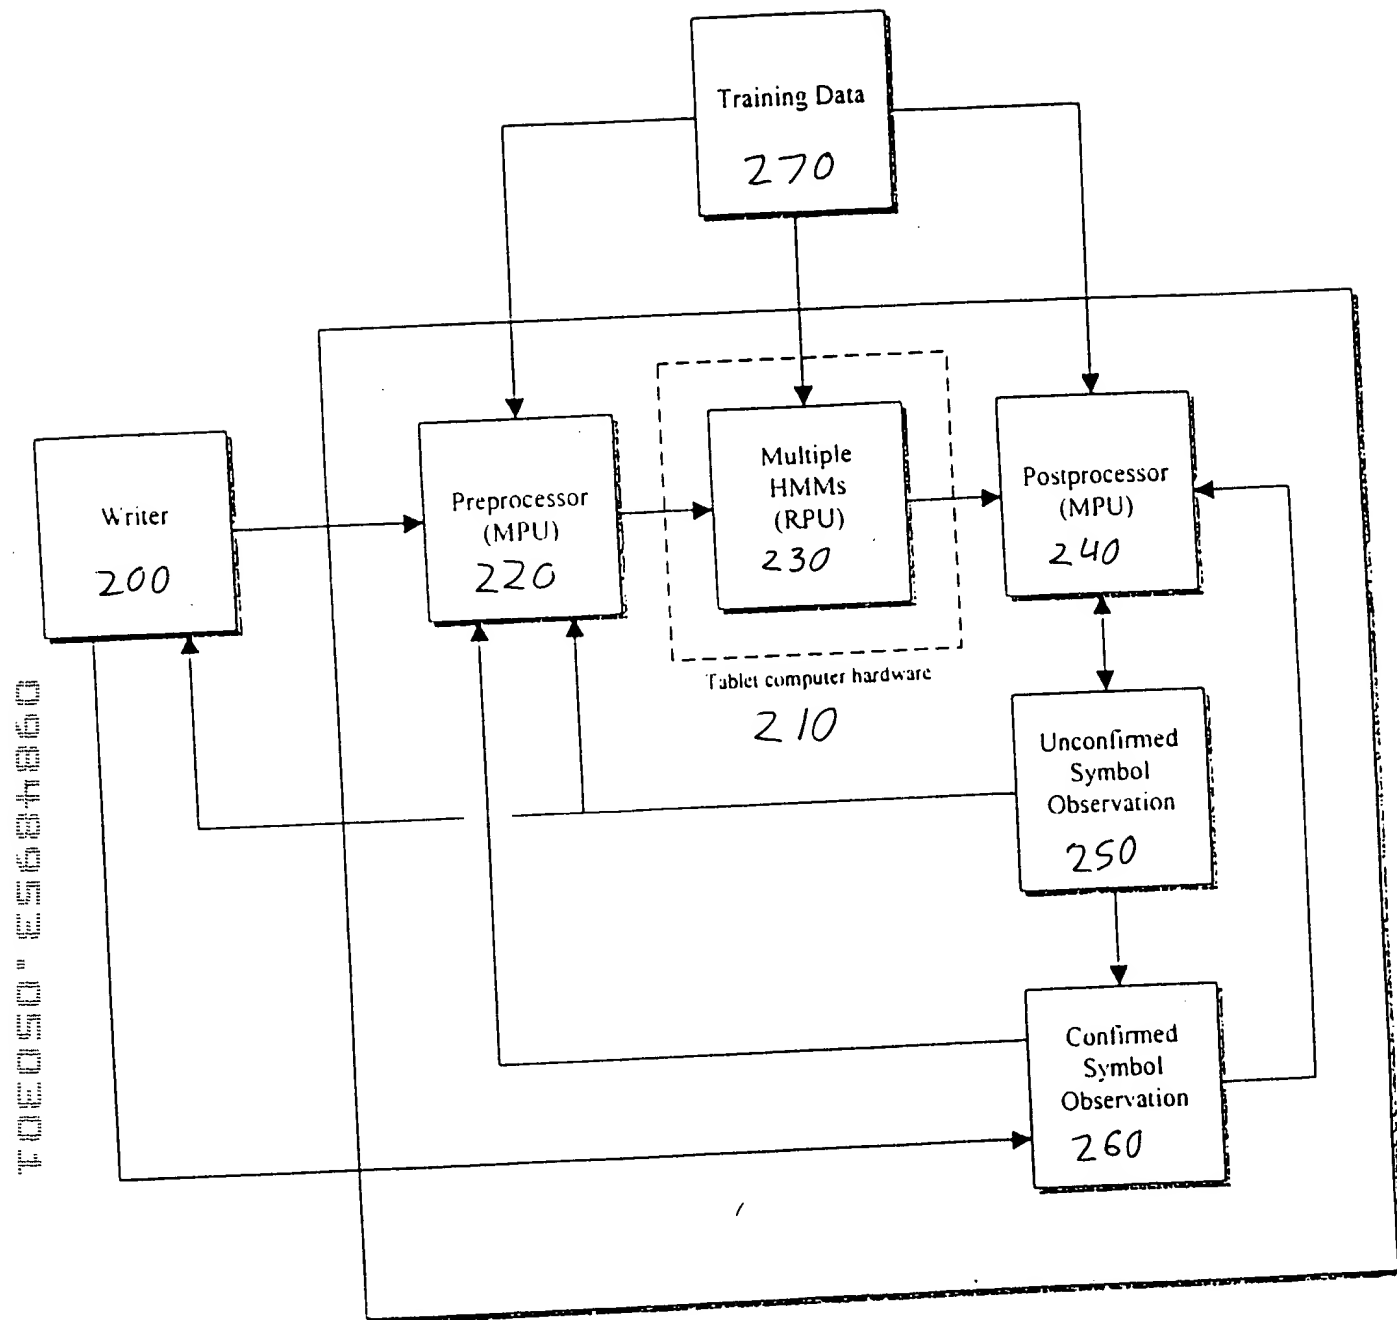 Training Data
270
Writer
200
Preprocessor
(MPU)
220
Multiple
HMMs
(RPU)
230
Postprocessor
(MPU)
240
Tablet computer hardware
210
Unconfirmed
Symbol
Observation
250
Confirmed
Symbol
Observation
260
09848953.050301